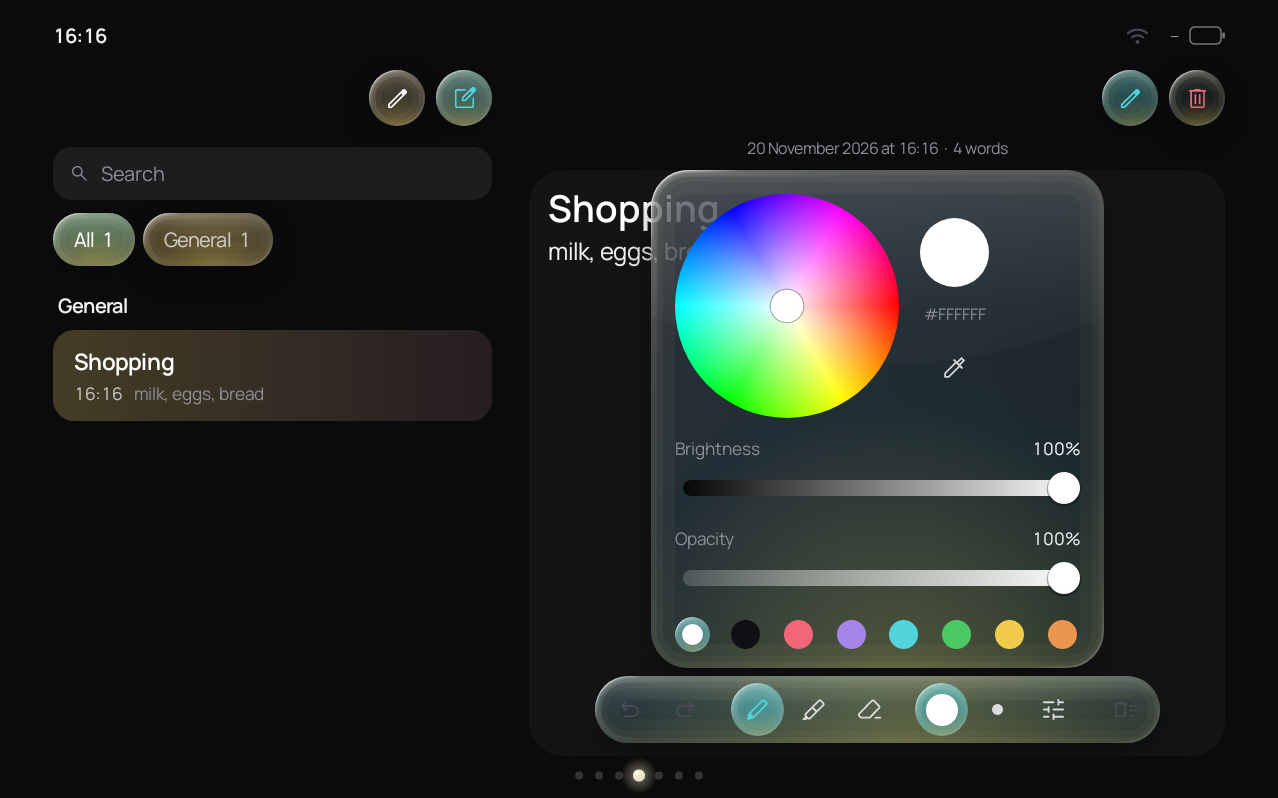 16:16
Search
All 1
General 1
General
Shopping
16:16 milk, eggs, bread
20 November 2026 at 16:16 · 4 words
Shopping
milk, eggs, br
#FFFFFF
Brightness 100%
Opacity 100%